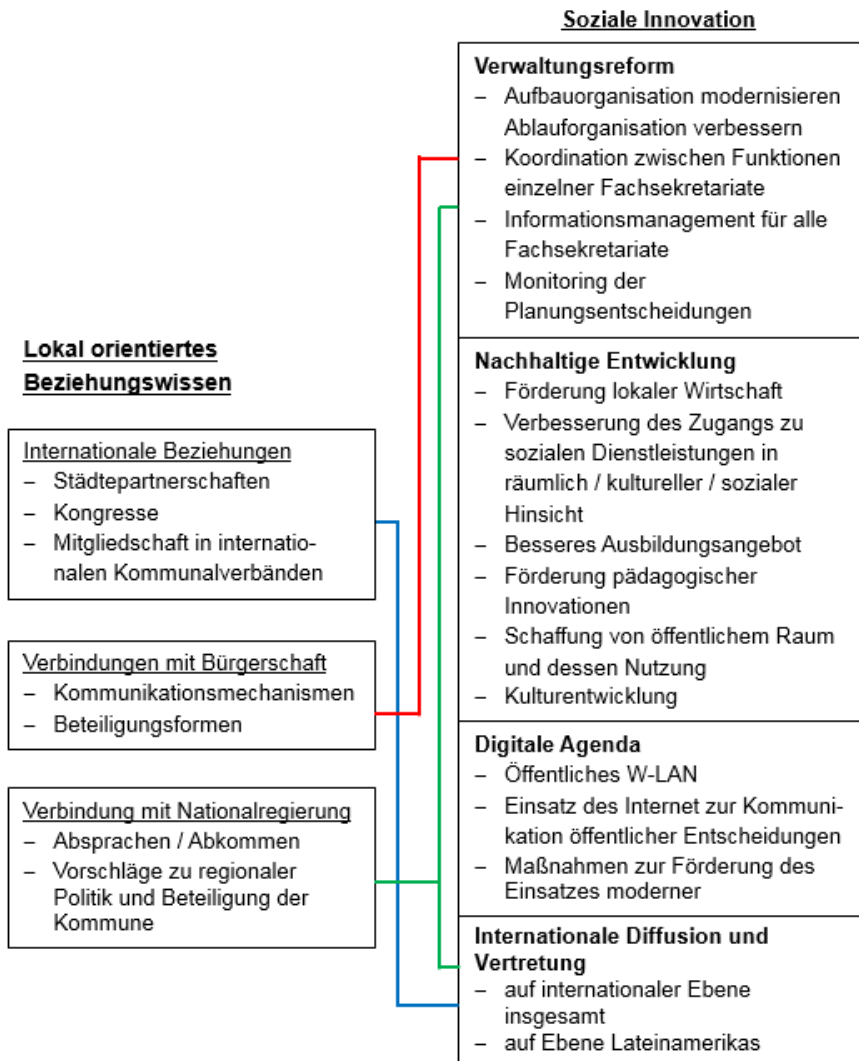 Soziale Innovation
Verwaltungsreform
– Aufbauorganisation modernisieren
Ablauforganisation verbessern
– Koordination zwischen Funktionen
einzelner Fachsekretariate
– Informationsmanagement für alle
Fachsekretariate
– Monitoring der
Planungsentscheidungen
Nachhaltige Entwicklung
– Förderung lokaler Wirtschaft
– Verbesserung des Zugangs zu
sozialen Dienstleistungen in
räumlich / kultureller / sozialer
Hinsicht
– Besseres Ausbildungsangebot
– Förderung pädagogischer
Innovationen
– Schaffung von öffentlichem Raum
und dessen Nutzung
– Kulturentwicklung
Digitale Agenda
– Öffentliches W-LAN
– Einsatz des Internet zur Kommuni-
kation öffentlicher Entscheidungen
– Maßnahmen zur Förderung des
Einsatzes moderner
Internationale Diffusion und
Vertretung
– auf internationaler Ebene
insgesamt
– auf Ebene Lateinamerikas
Lokal orientiertes
Beziehungswissen
Internationale Beziehungen
– Städtepartnerschaften
– Kongresse
– Mitgliedschaft in internatio-
nalen Kommunalverbänden
Verbindungen mit Bürgerschaft
– Kommunikationsmechanismen
– Beteiligungsformen
Verbindung mit Nationalregierung
– Absprachen / Abkommen
– Vorschläge zu regionaler
Politik und Beteiligung der
Kommune